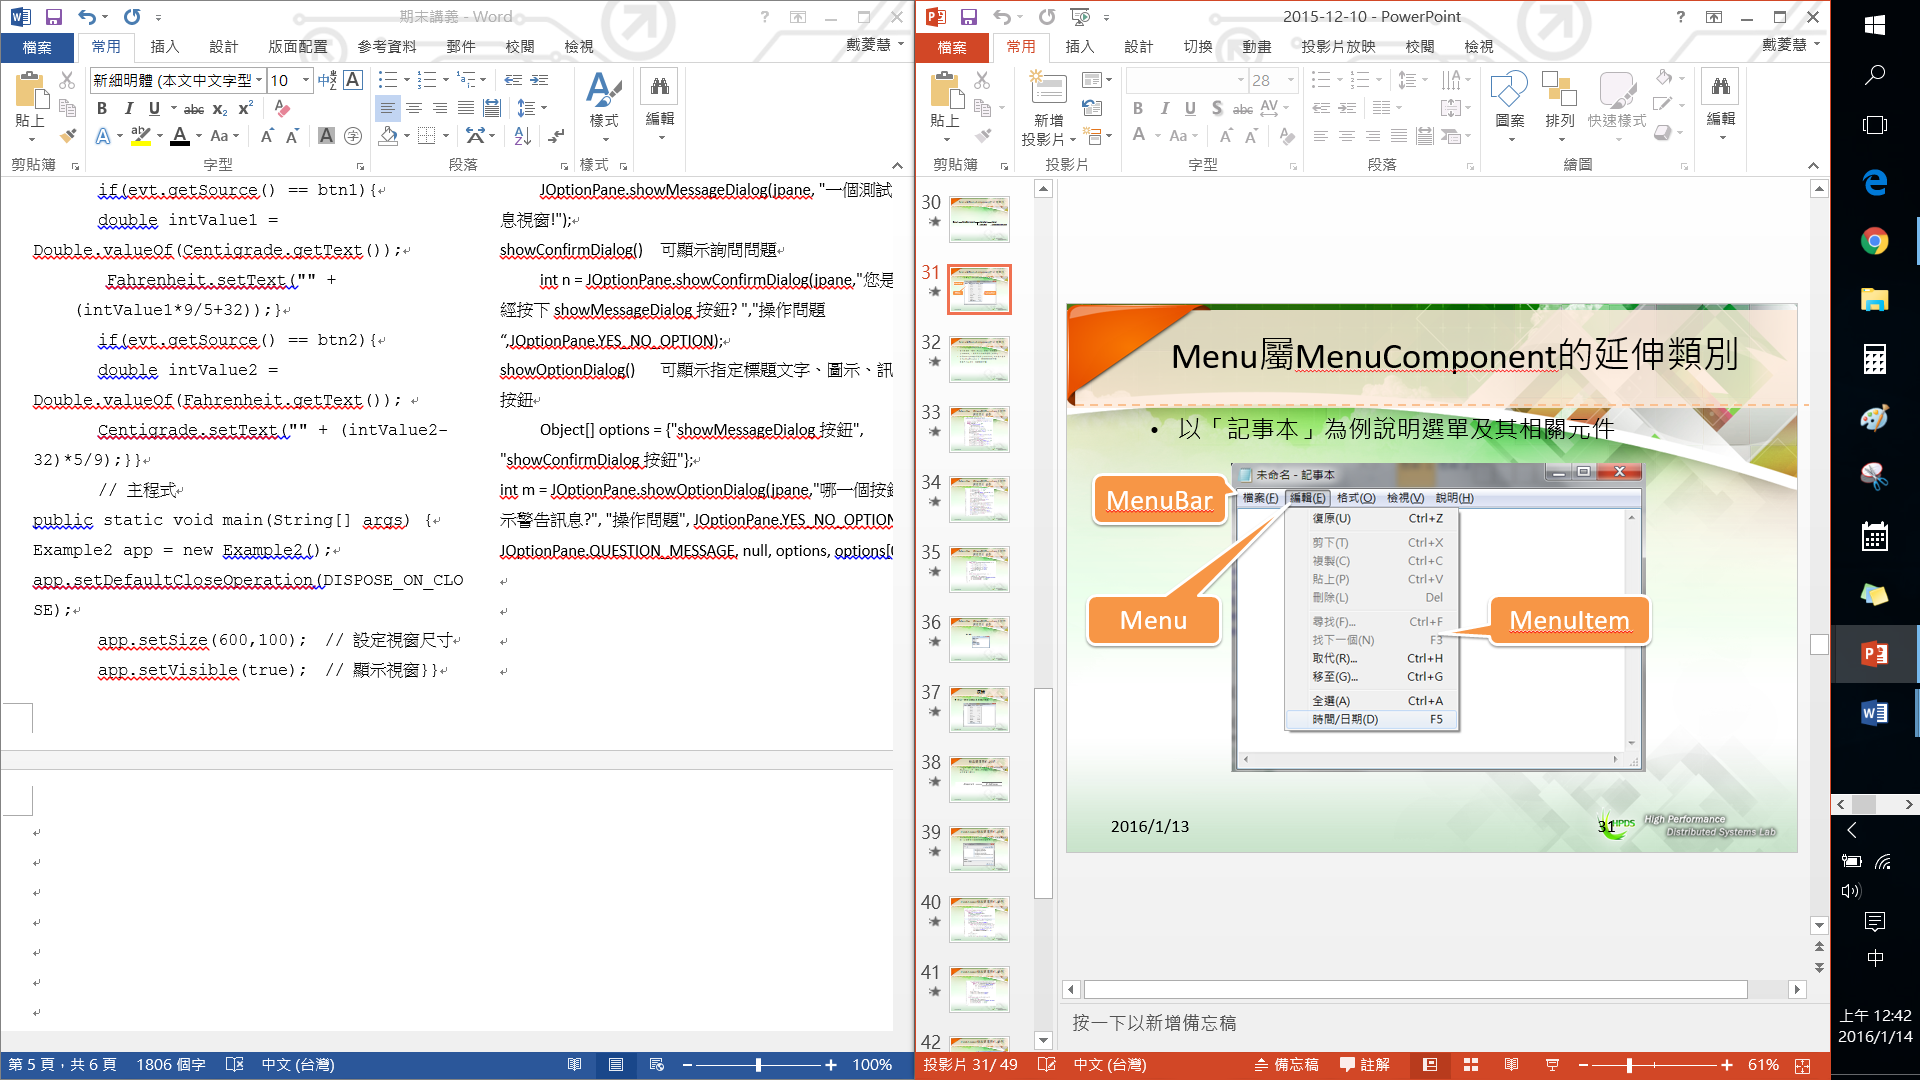 期末講義 - Word
檔案 常用 插入 設計 版面配置 參考資料 郵件 校閱 檢視 戴菱慧
新細明體 (本文中文字型 10
貼上 樣式 編輯
剪貼簿 字型 段落 樣式
if(evt.getSource() == btn1){
double intValue1 =
Double.valueOf(Centigrade.getText());
Fahrenheit.setText("" +
(intValue1*9/5+32));}
if(evt.getSource() == btn2){
double intValue2 =
Double.valueOf(Fahrenheit.getText());
Centigrade.setText("" + (intValue2-
32)*5/9);}}
// 主程式
public static void main(String[] args) {
Example2 app = new Example2();
app.setDefaultCloseOperation(DISPOSE_ON_CLO
SE);
app.setSize(600,100); // 設定視窗尺寸
app.setVisible(true); // 顯示視窗}}
JOptionPane.showMessageDialog(jpane, "一個測試
息視窗!");
showConfirmDialog() 可顯示詢問問題
int n = JOptionPane.showConfirmDialog(jpane,"您是
經按下 showMessageDialog 按鈕? ","操作問題
“,JOptionPane.YES_NO_OPTION);
showOptionDialog() 可顯示指定標題文字、圖示、訊
按鈕
Object[] options = {"showMessageDialog 按鈕",
"showConfirmDialog 按鈕"};
int m = JOptionPane.showOptionDialog(jpane,"哪一個按鈕
示警告訊息?", "操作問題", JOptionPane.YES_NO_OPTION
JOptionPane.QUESTION_MESSAGE, null, options, options[0
第 5 頁，共 6 頁 1806 個字 中文 (台灣) 100%
2015-12-10 - PowerPoint
檔案 常用 插入 設計 切換 動畫 投影片放映 校閱 檢視 戴菱慧
28
貼上 新增
投影片 圖案 排列 快速樣式 編輯
剪貼簿 投影片 字型 段落 繪圖
30
31
32
33
34
35
36
37
38
39
40
41
42
Menu屬MenuComponent的延伸類別
• 以「記事本」為例說明選單及其相關元件
未命名 - 記事本
檔案(F) 編輯(E) 格式(O) 檢視(V) 說明(H)
MenuBar
復原(U) Ctrl+Z
剪下(T) Ctrl+X
複製(C) Ctrl+C
貼上(P) Ctrl+V
刪除(L) Del
尋找(F)... Ctrl+F
找下一個(N) F3
取代(R)... Ctrl+H
移至(G)... Ctrl+G
全選(A) Ctrl+A
時間/日期(D) F5
Menu
MenuItem
2016/1/13
31
HPDS High Performance
Distributed Systems Lab
按一下以新增備忘稿
投影片 31/ 49 中文 (台灣) 備忘稿 註解 61%
中
上午 12:42
2016/1/14